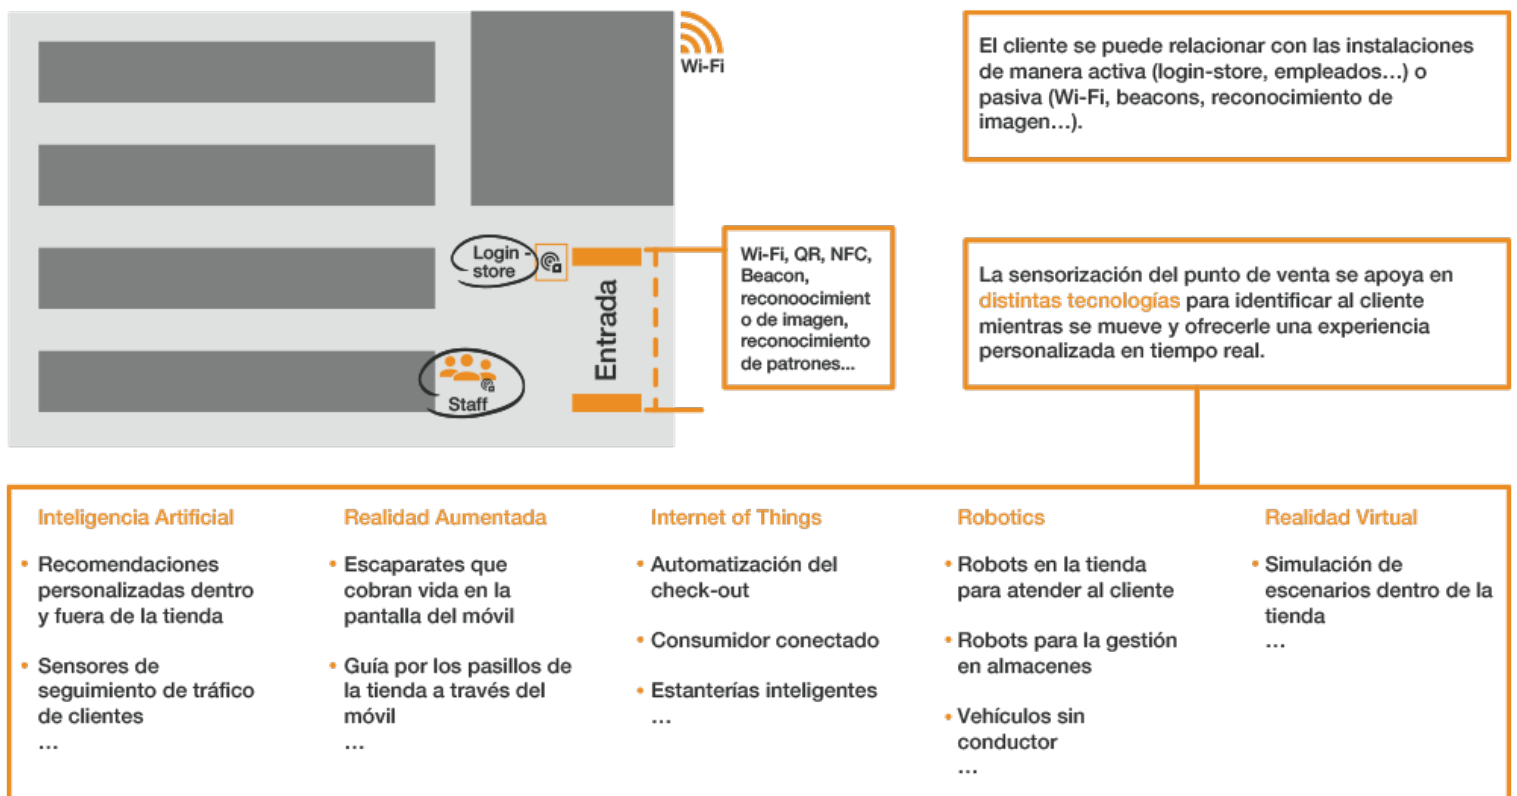 Wi-Fi
El cliente se puede relacionar con las instalaciones
de manera activa (login-store, empleados...) o
pasiva (Wi-Fi, beacons, reconocimiento de
imagen...).
Login -
store
Entrada
Staff
Wi-Fi, QR, NFC,
Beacon,
reconoocimient
o de imagen,
reconocimiento
de patrones...
La sensorización del punto de venta se apoya en
distintas tecnologías para identificar al cliente
mientras se mueve y ofrecerle una experiencia
personalizada en tiempo real.
Inteligencia Artificial
• Recomendaciones
personalizadas dentro
y fuera de la tienda
• Sensores de
seguimiento de tráfico
de clientes
...
Realidad Aumentada
• Escaparates que
cobran vida en la
pantalla del móvil
• Guía por los pasillos de
la tienda a través del
móvil
...
Internet of Things
• Automatización del
check-out
• Consumidor conectado
• Estanterías inteligentes
...
Robotics
• Robots en la tienda
para atender al cliente
• Robots para la gestión
en almacenes
• Vehículos sin
conductor
...
Realidad Virtual
• Simulación de
escenarios dentro de la
tienda
...